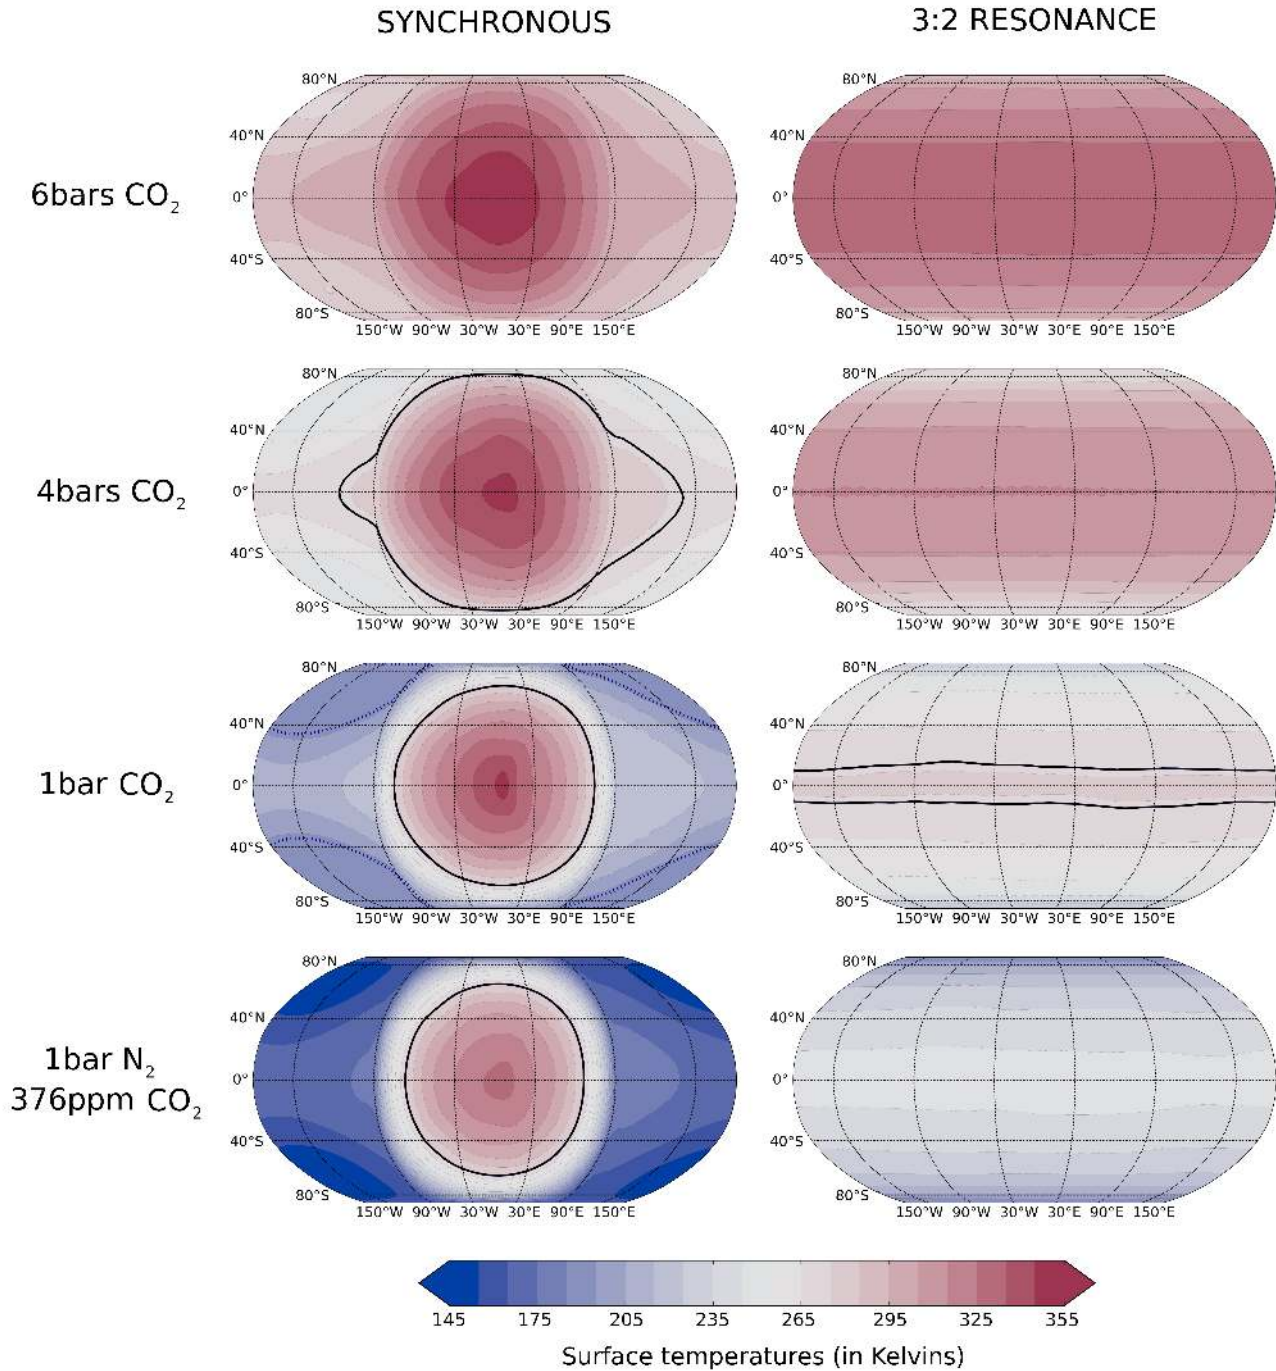 SYNCHRONOUS 3:2 RESONANCE
80°N
40°N
6bars CO₂ 0°
40°S
80°S
150°W 90°W 30°W 30°E 90°E 150°E
80°N
40°N
0°
40°S
80°S
150°W 90°W 30°W 30°E 90°E 150°E
80°N
40°N
4bars CO₂ 0°
40°S
80°S
150°W 90°W 30°W 30°E 90°E 150°E
80°N
40°N
0°
40°S
80°S
150°W 90°W 30°W 30°E 90°E 150°E
80°N
40°N
1bar CO₂ 0°
40°S
80°S
150°W 90°W 30°W 30°E 90°E 150°E
80°N
40°N
0°
40°S
80°S
150°W 90°W 30°W 30°E 90°E 150°E
1bar N₂
376ppm CO₂
80°N
40°N
0°
40°S
80°S
150°W 90°W 30°W 30°E 90°E 150°E
80°N
40°N
0°
40°S
80°S
150°W 90°W 30°W 30°E 90°E 150°E
145 175 205 235 265 295 325 355
Surface temperatures (in Kelvins)